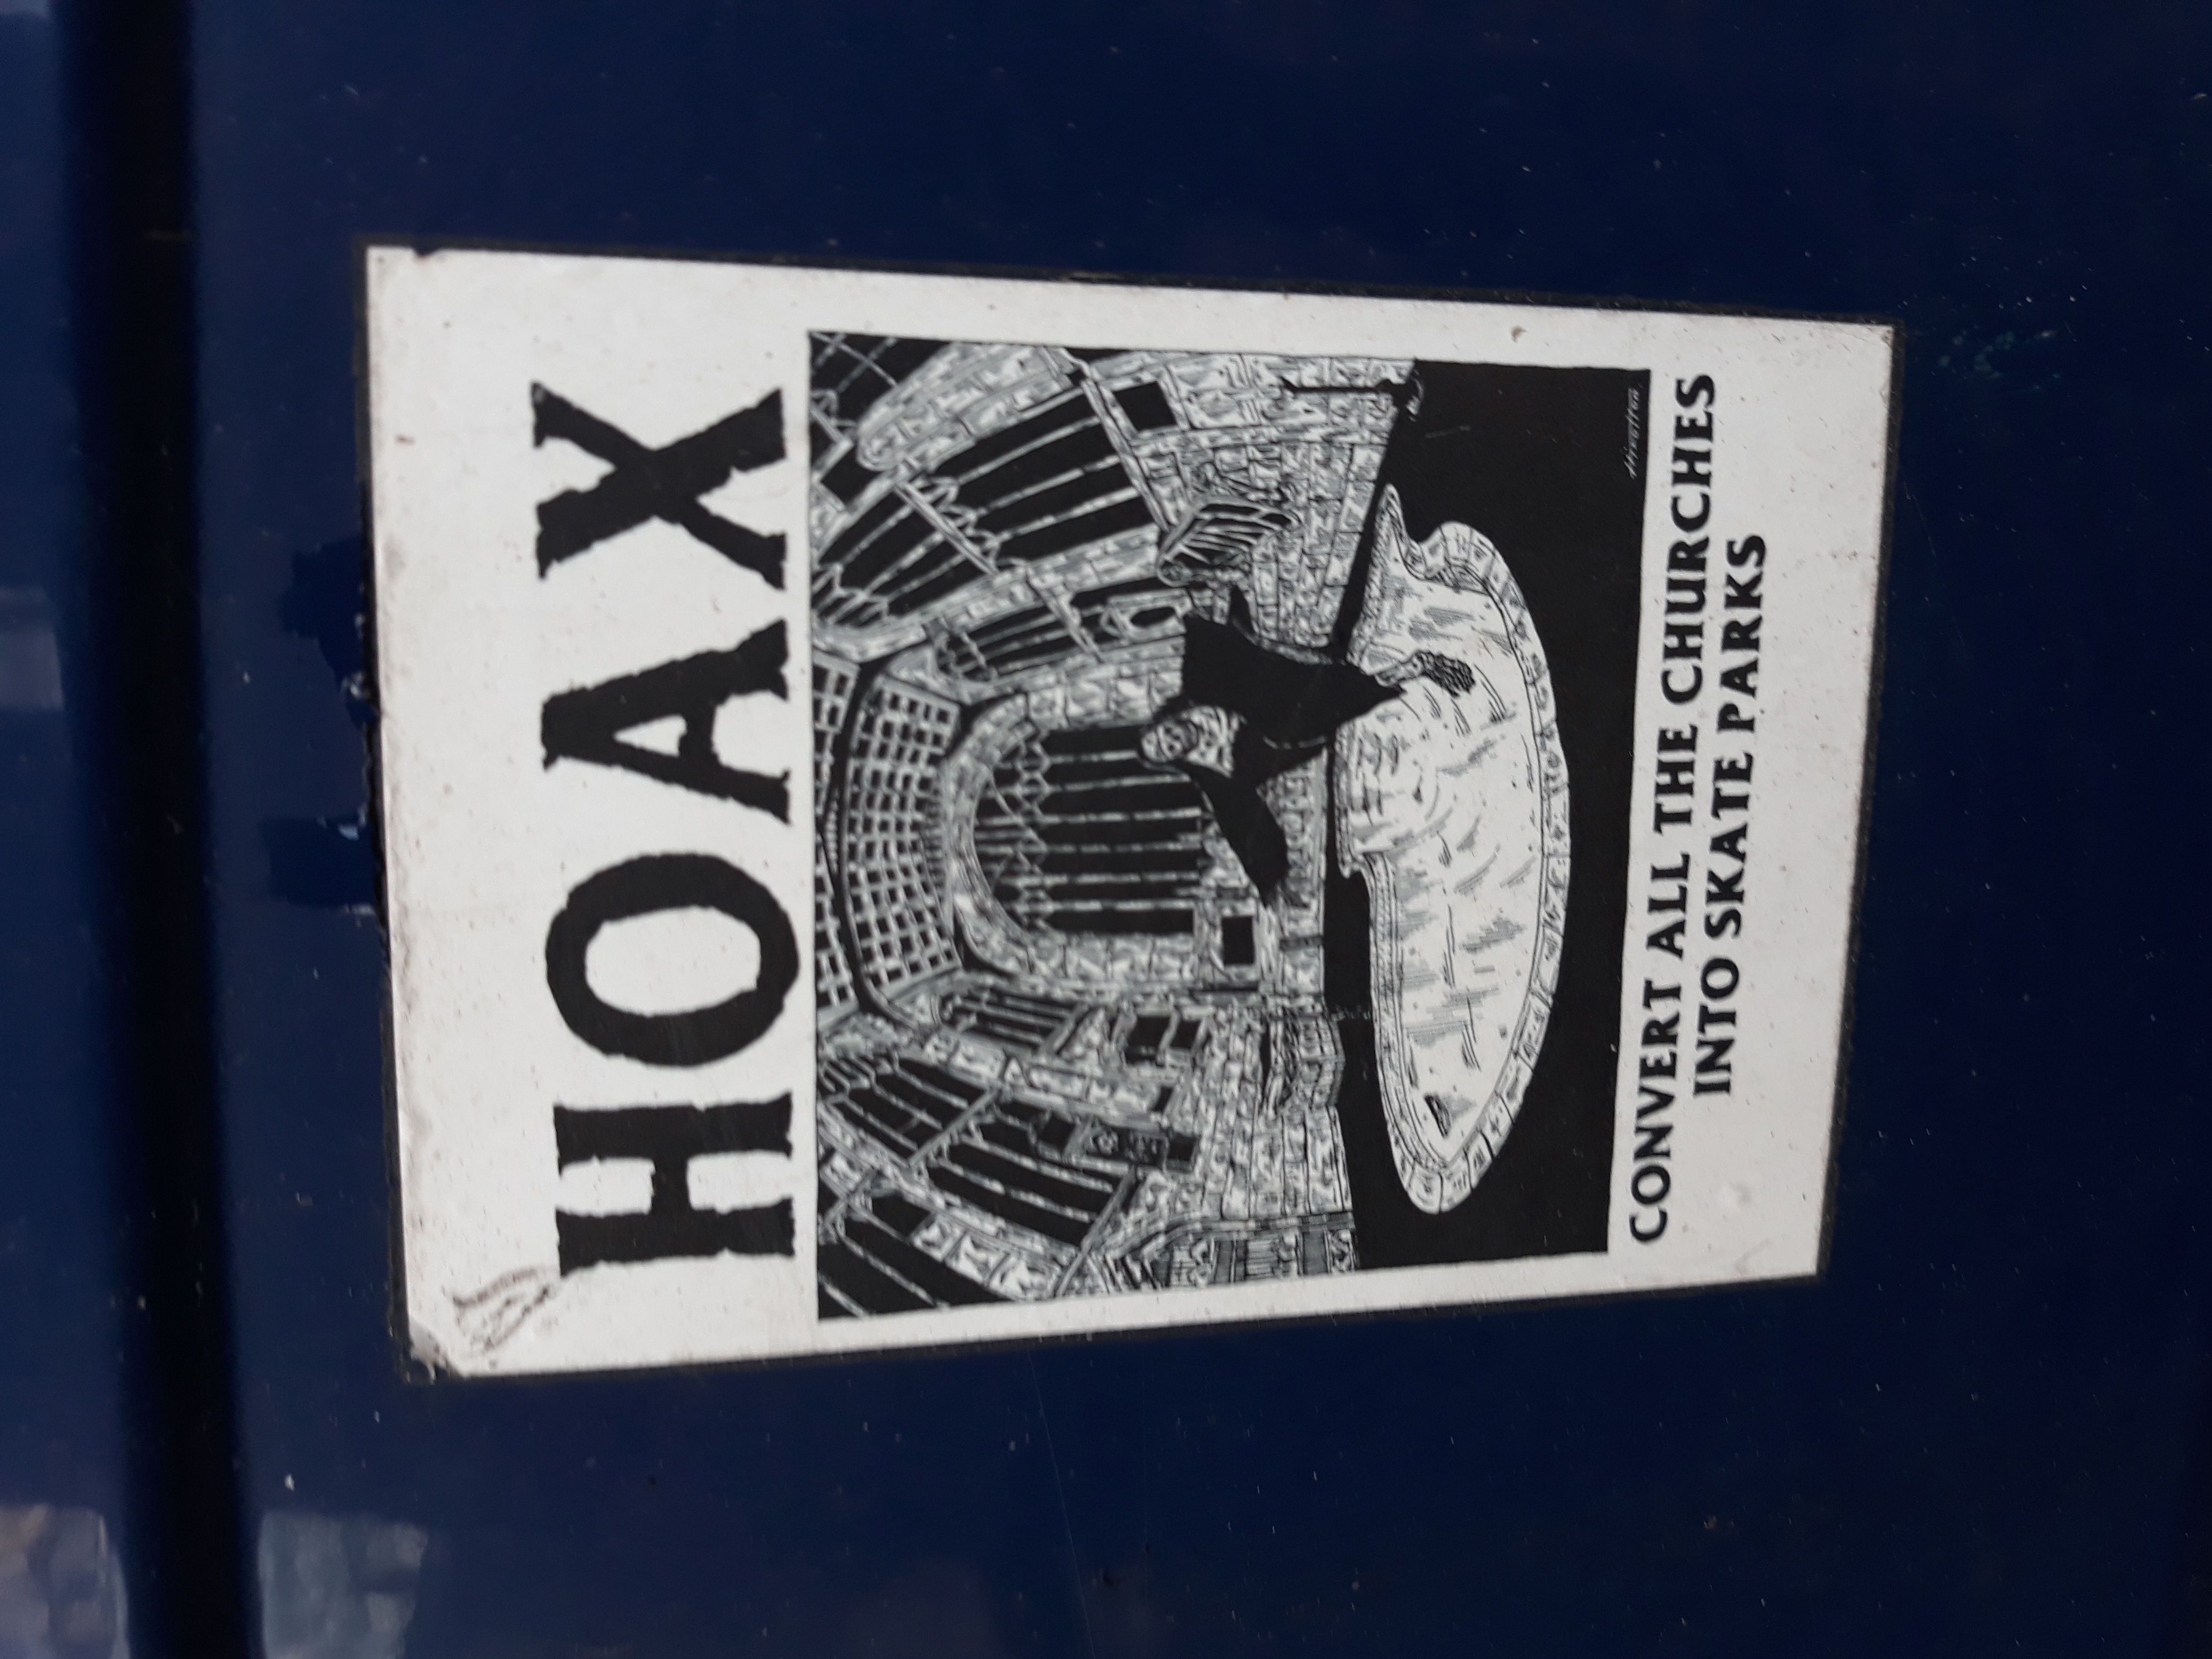 HOAX
CONVERT ALL THE CHURCHES
INTO SKATE PARKS